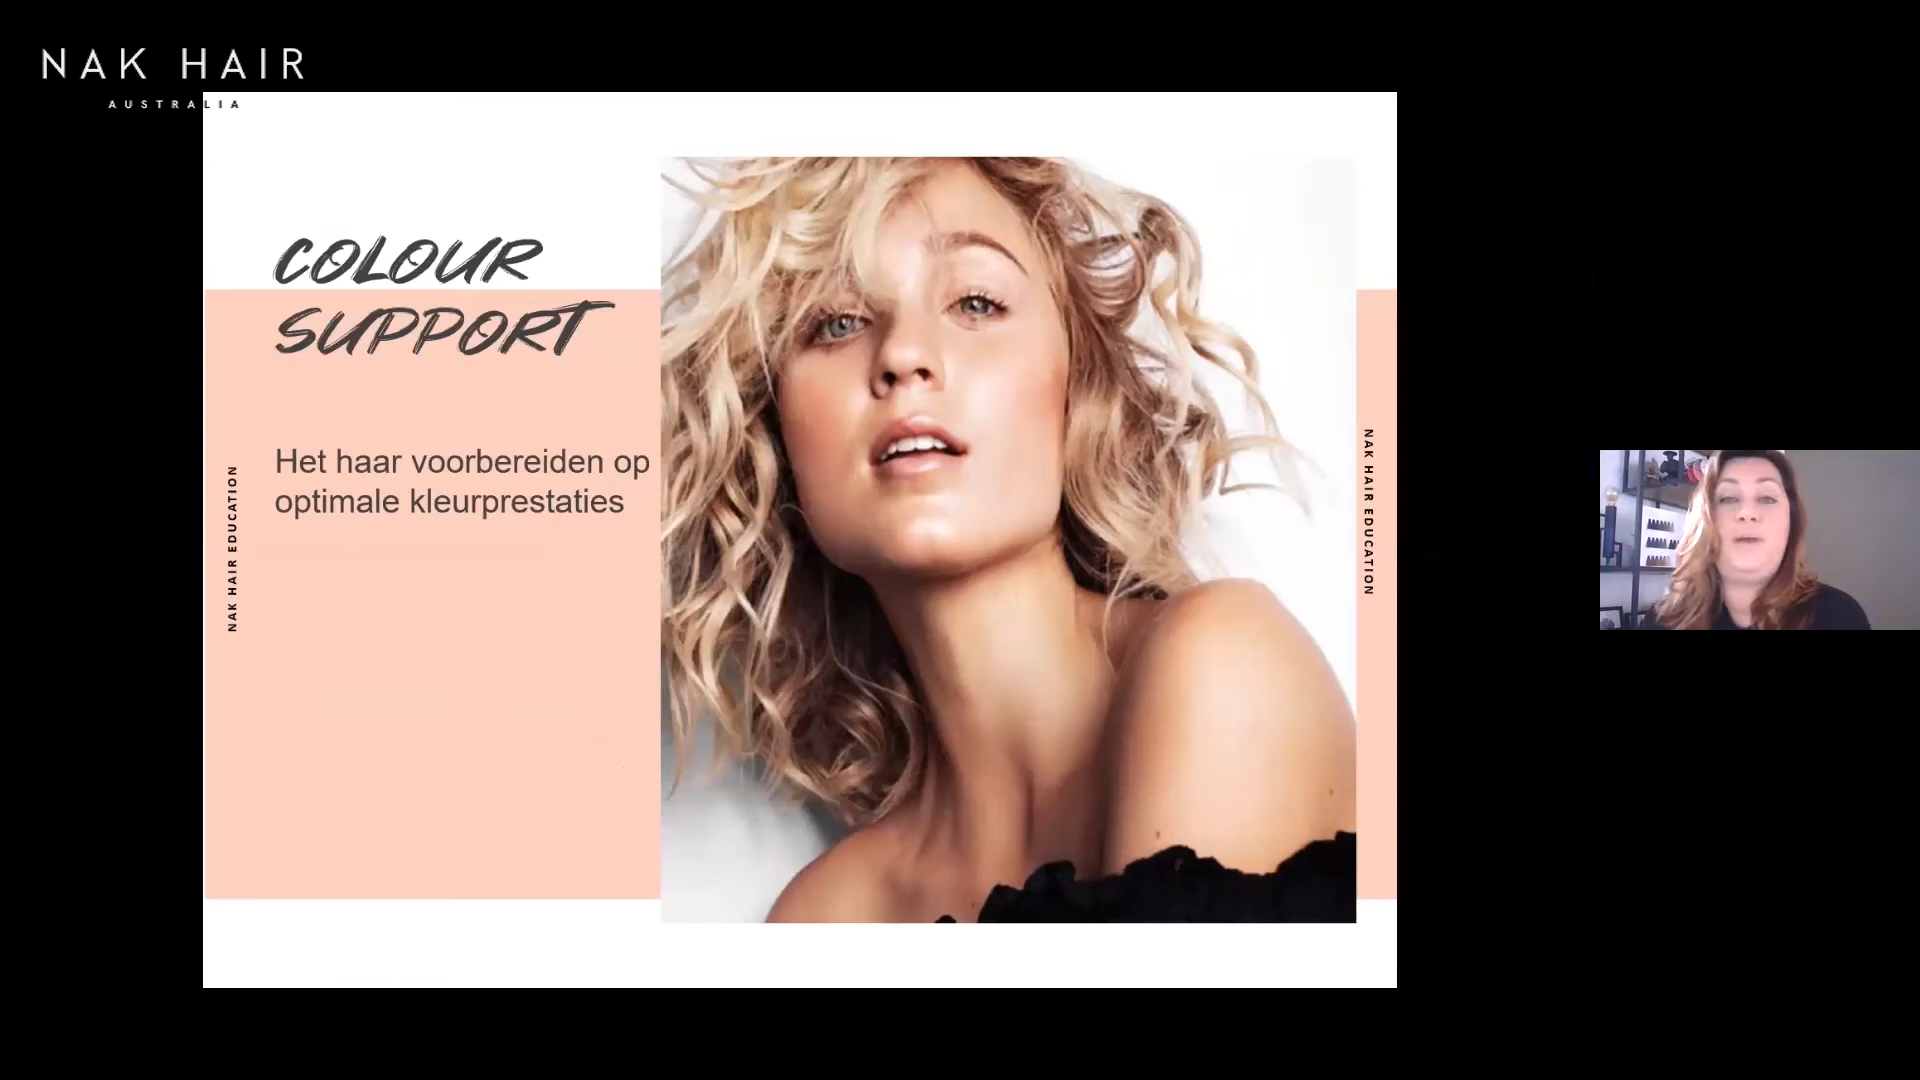 NAK HAIR
AUSTRALIA
COLOUR
SUPPORT
Het haar voorbereiden op
optimale kleurprestaties
NAK HAIR EDUCATION
NAK HAIR EDUCATION